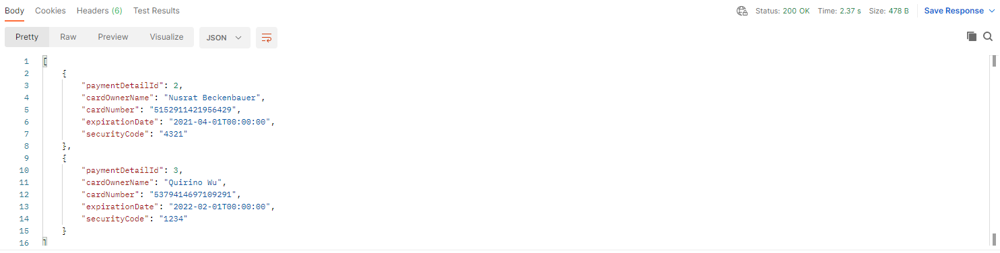 Body Cookies Headers (6) Test Results Status: 200 OK Time: 2.37 s Size: 478 B Save Response
Pretty Raw Preview Visualize JSON
1 [
2 {
3 "paymentDetailId": 2,
4 "cardOwnerName": "Nusrat Beckenbauer",
5 "cardNumber": "5152911421956429",
6 "expirationDate": "2021-04-01T00:00:00",
7 "securityCode": "4321"
8 },
9 {
10 "paymentDetailId": 3,
11 "cardOwnerName": "Quirino Wu",
12 "cardNumber": "5379414697109291",
13 "expirationDate": "2022-02-01T00:00:00",
14 "securityCode": "1234"
15 }
16 ]